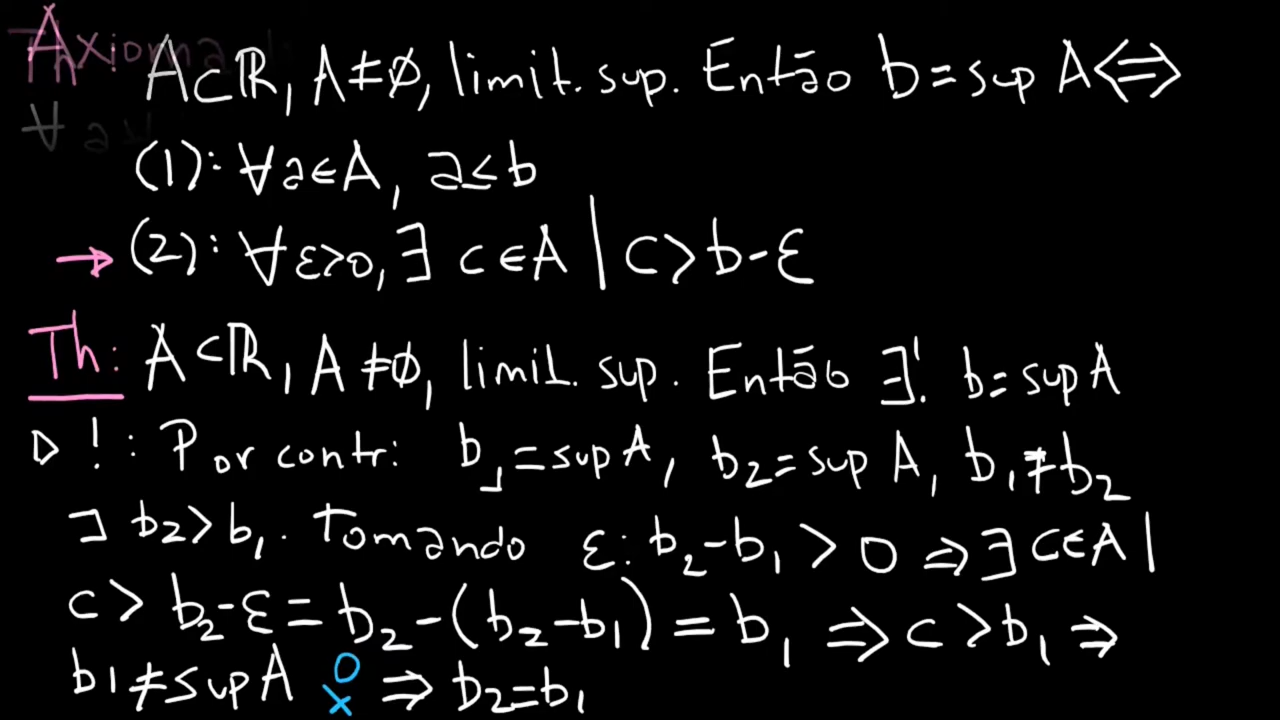 A⊂ℝ, A≠∅, limit. sup. Então b=sup A⟺
(1): ∀a∈A, a≤b
→ (2): ∀ε>0, ∃ c∈A | c>b-ε
Th: A⊂ℝ, A≠∅, limit. sup. Então ∃! b=sup A
▷ !: Por contr: b₁=sup A, b₂=sup A, b₁≠b₂
⊐ b₂>b₁. Tomando ε: b₂-b₁>0 ⇒ ∃ c∈A |
c> b₂-ε = b₂-(b₂-b₁) = b₁ ⇒ c>b₁ ⇒
b₁≠sup A ⇒ b₂=b₁